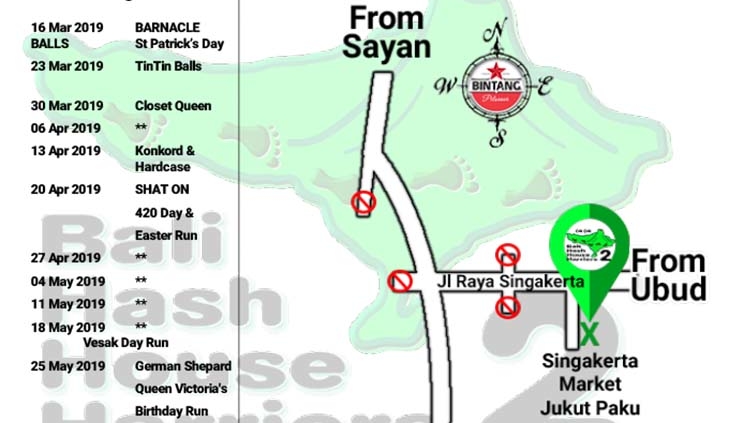 16 Mar 2019 BARNACLE
BALLS St Patrick's Day
23 Mar 2019 TinTin Balls
30 Mar 2019 Closet Queen
06 Apr 2019 **
13 Apr 2019 Konkord &
Hardcase
20 Apr 2019 SHAT ON
420 Day &
Easter Run
27 Apr 2019 **
04 May 2019 **
11 May 2019 **
18 May 2019 **
Vesak Day Run
25 May 2019 German Shepard
Queen Victoria's
Birthday Run
Bali
Hash
House
Harriers
2
From
Sayan
N
W
BINTANG
Pilsener
E
S
ON ON
Bali
Hash
House
Harriers 2
From
Ubud
Jl Raya Singakerta
X
Singakerta
Market
Jukut Paku